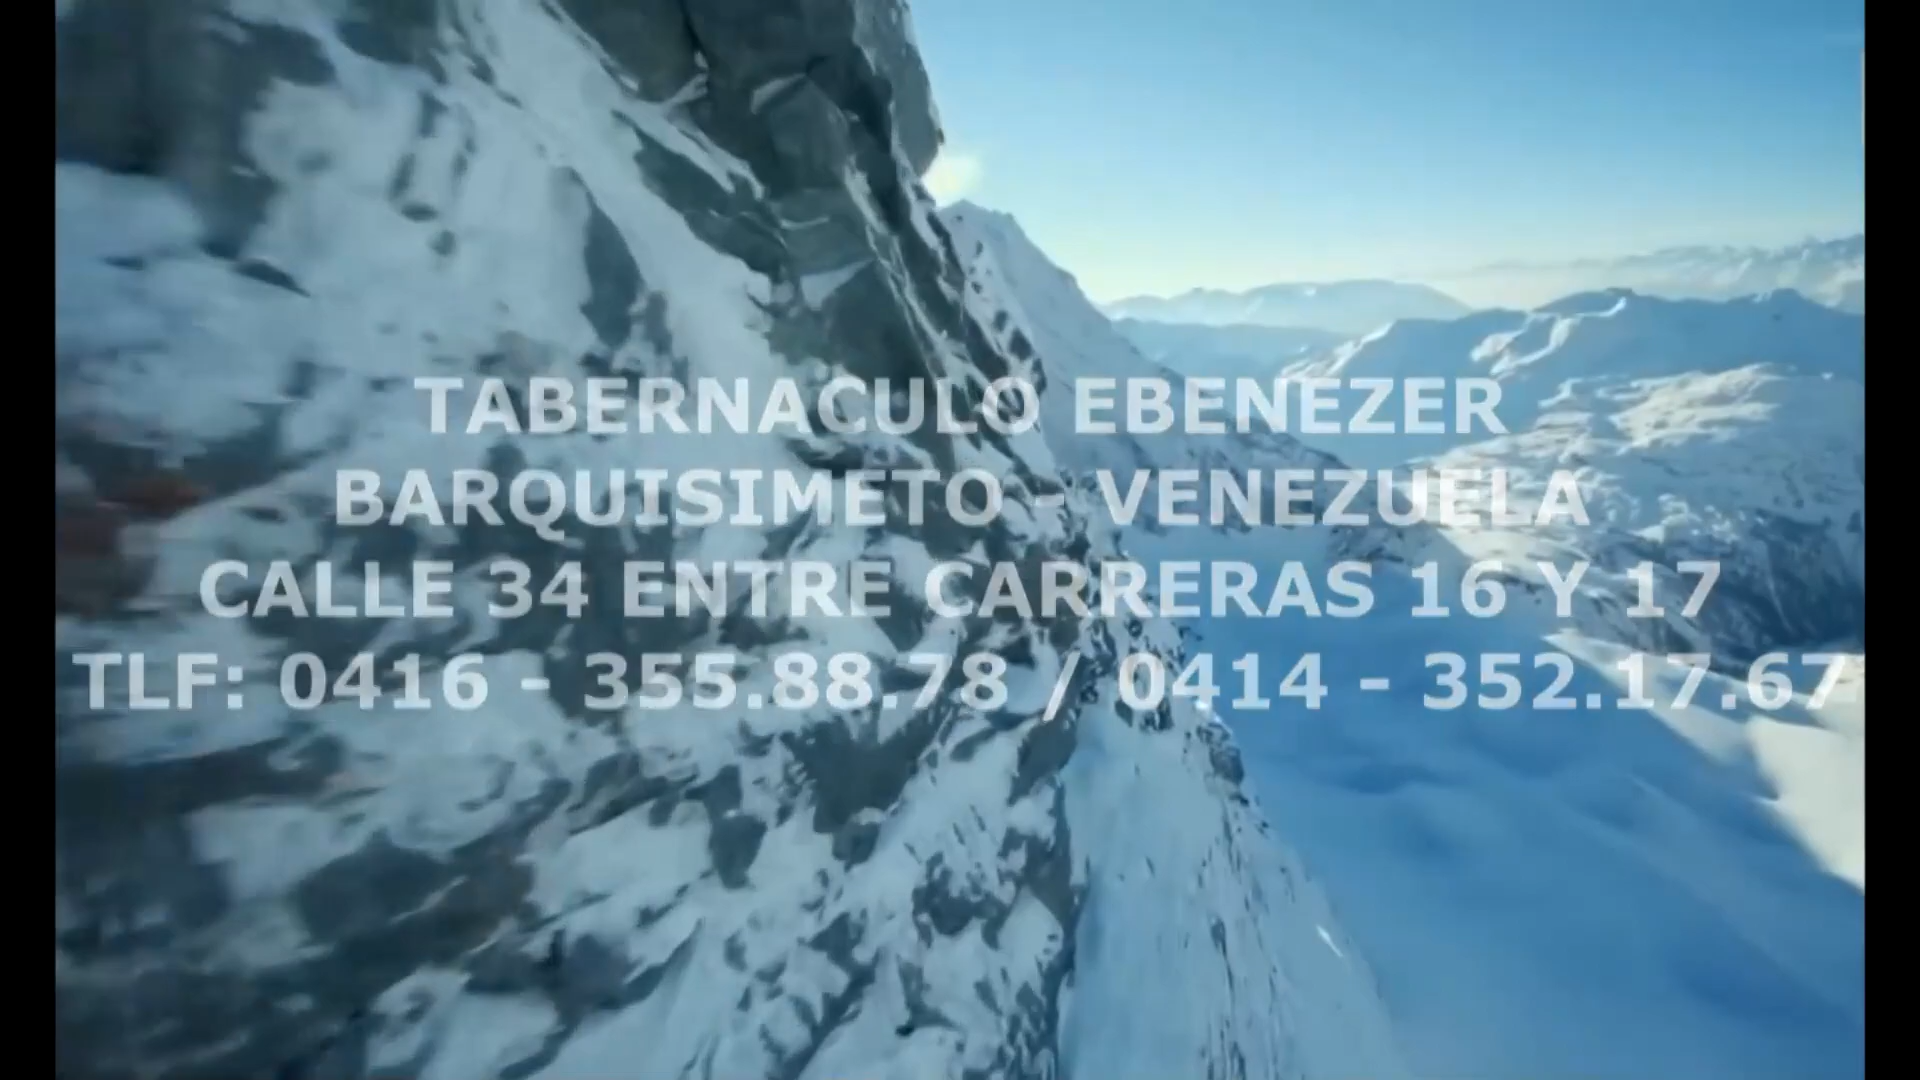 TABERNACULO EBENEZER
BARQUISIMETO - VENEZUELA
CALLE 34 ENTRE CARRERAS 16 Y 17
TLF: 0416 - 355.88.78 / 0414 - 352.17.67